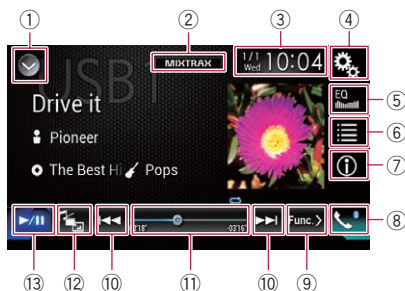 ① ② ③ ④
USB1
MIXTRAX
1/1 Wed 10:04
EQ
⑤
Drive it
⑥
Pioneer
⑦
The Best Hi Pops
2'18"
-03'16"
Func.
⑧
⑬ ⑫ ⑩ ⑪ ⑩ ⑨